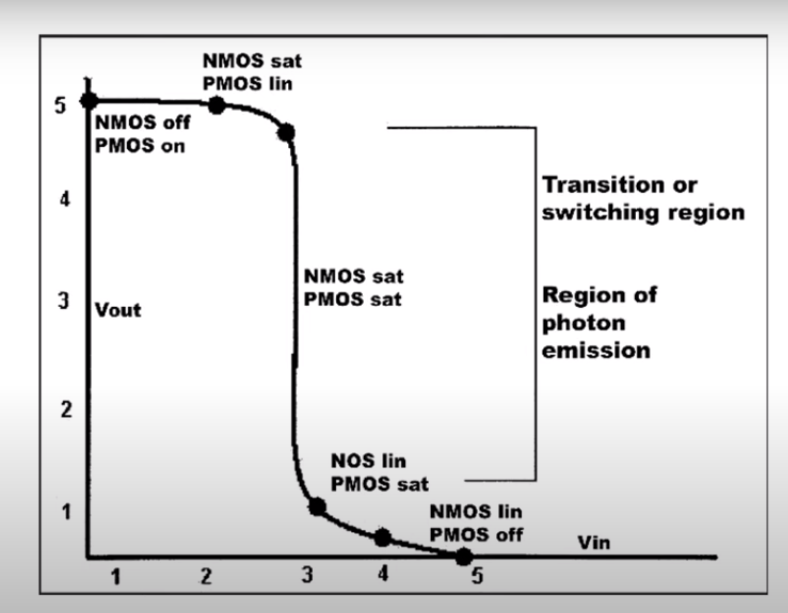 NMOS sat
PMOS lin
5
NMOS off
PMOS on
Transition or
switching region
4
NMOS sat
PMOS sat
3
Vout
Region of
photon
emission
2
NOS lin
PMOS sat
1
NMOS lin
PMOS off
Vin
1 2 3 4 5